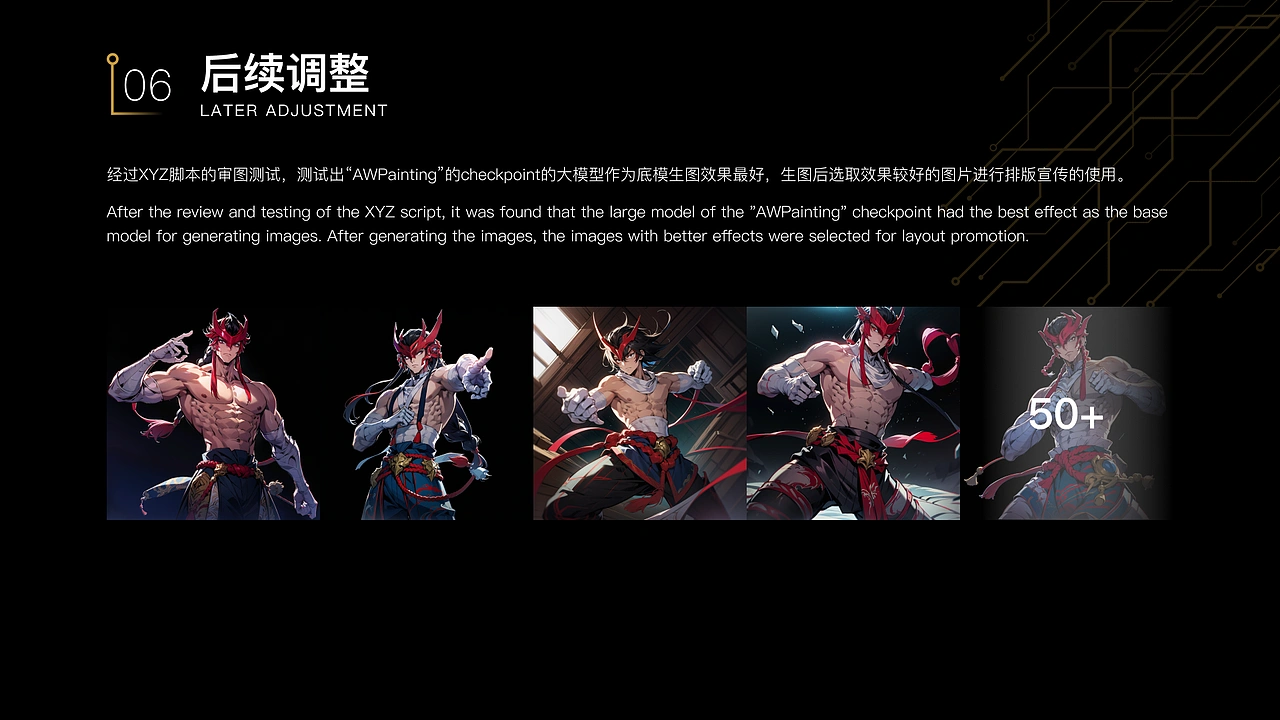 06
后续调整
LATER ADJUSTMENT
经过XYZ脚本的审图测试，测试出“AWPainting”的checkpoint的大模型作为底模生图效果最好，生图后选取效果较好的图片进行排版宣传的使用。
After the review and testing of the XYZ script, it was found that the large model of the ”AWPainting” checkpoint had the best effect as the base
model for generating images. After generating the images, the images with better effects were selected for layout promotion.
50+